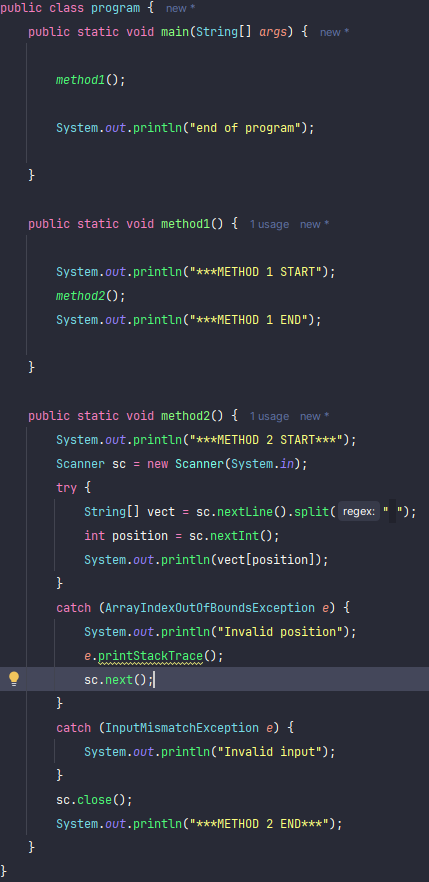 public class program {  new *
    public static void main(String[] args) {  new *
        method1();
        System.out.println("end of program");
    }
    public static void method1() {  1 usage  new *
        System.out.println("***METHOD 1 START");
        method2();
        System.out.println("***METHOD 1 END");
    }
    public static void method2() {  1 usage  new *
        System.out.println("***METHOD 2 START***");
        Scanner sc = new Scanner(System.in);
        try {
            String[] vect = sc.nextLine().split( regex: " ");
            int position = sc.nextInt();
            System.out.println(vect[position]);
        }
        catch (ArrayIndexOutOfBoundsException e) {
            System.out.println("Invalid position");
            e.printStackTrace();
            sc.next();
        }
        catch (InputMismatchException e) {
            System.out.println("Invalid input");
        }
        sc.close();
        System.out.println("***METHOD 2 END***");
    }
}